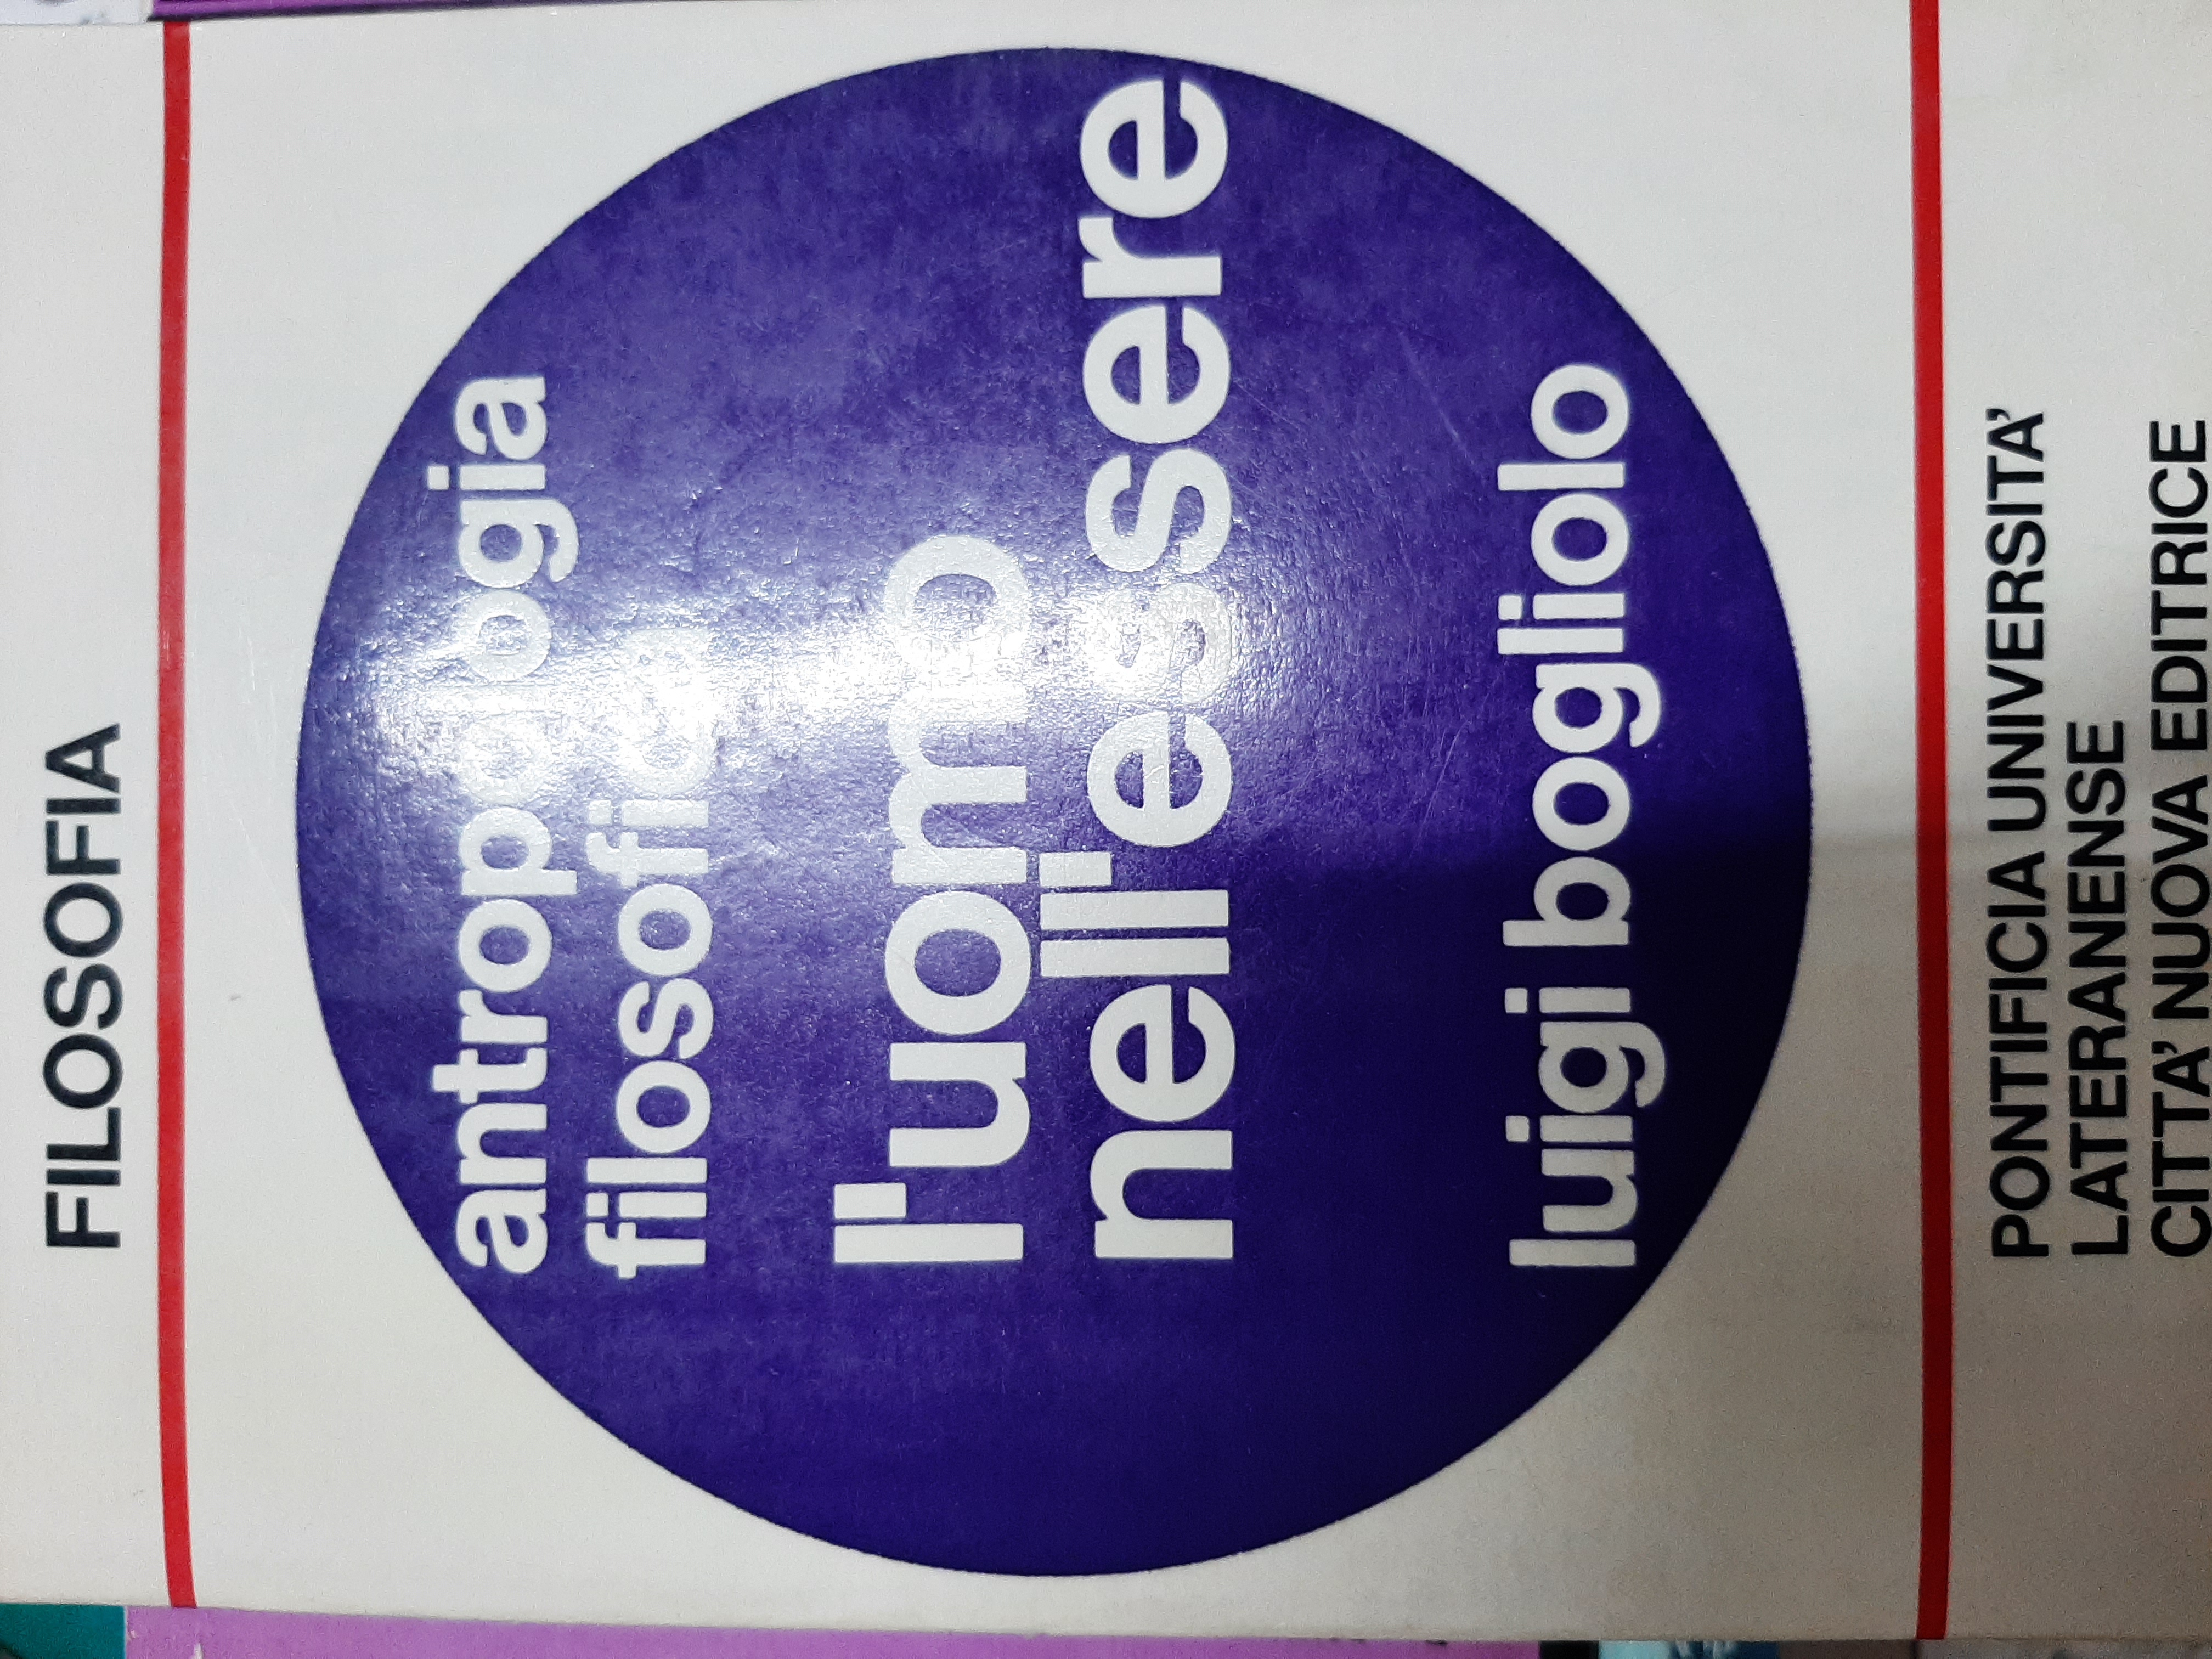 FILOSOFIA
antropologia
filosofica
l'uomo
nell'essere
luigi bogliolo
PONTIFICIA UNIVERSITA'
LATERANENSE
CITTA' NUOVA EDITRICE